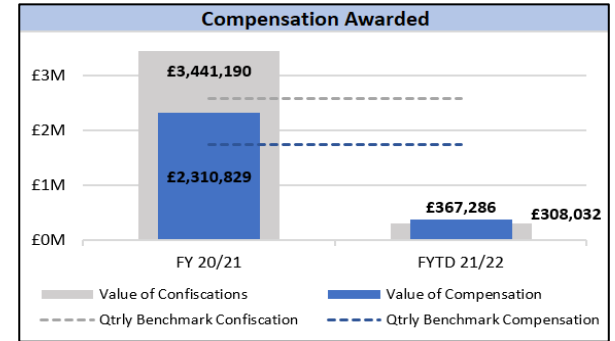 Compensation Awarded
£3M
£3,441,190
£2M
£2,310,829
£1M
£367,286
£308,032
£0M
FY 20/21
FYTD 21/22
Value of Confiscations
Value of Compensation
Qtrly Benchmark Confiscation
Qtrly Benchmark Compensation